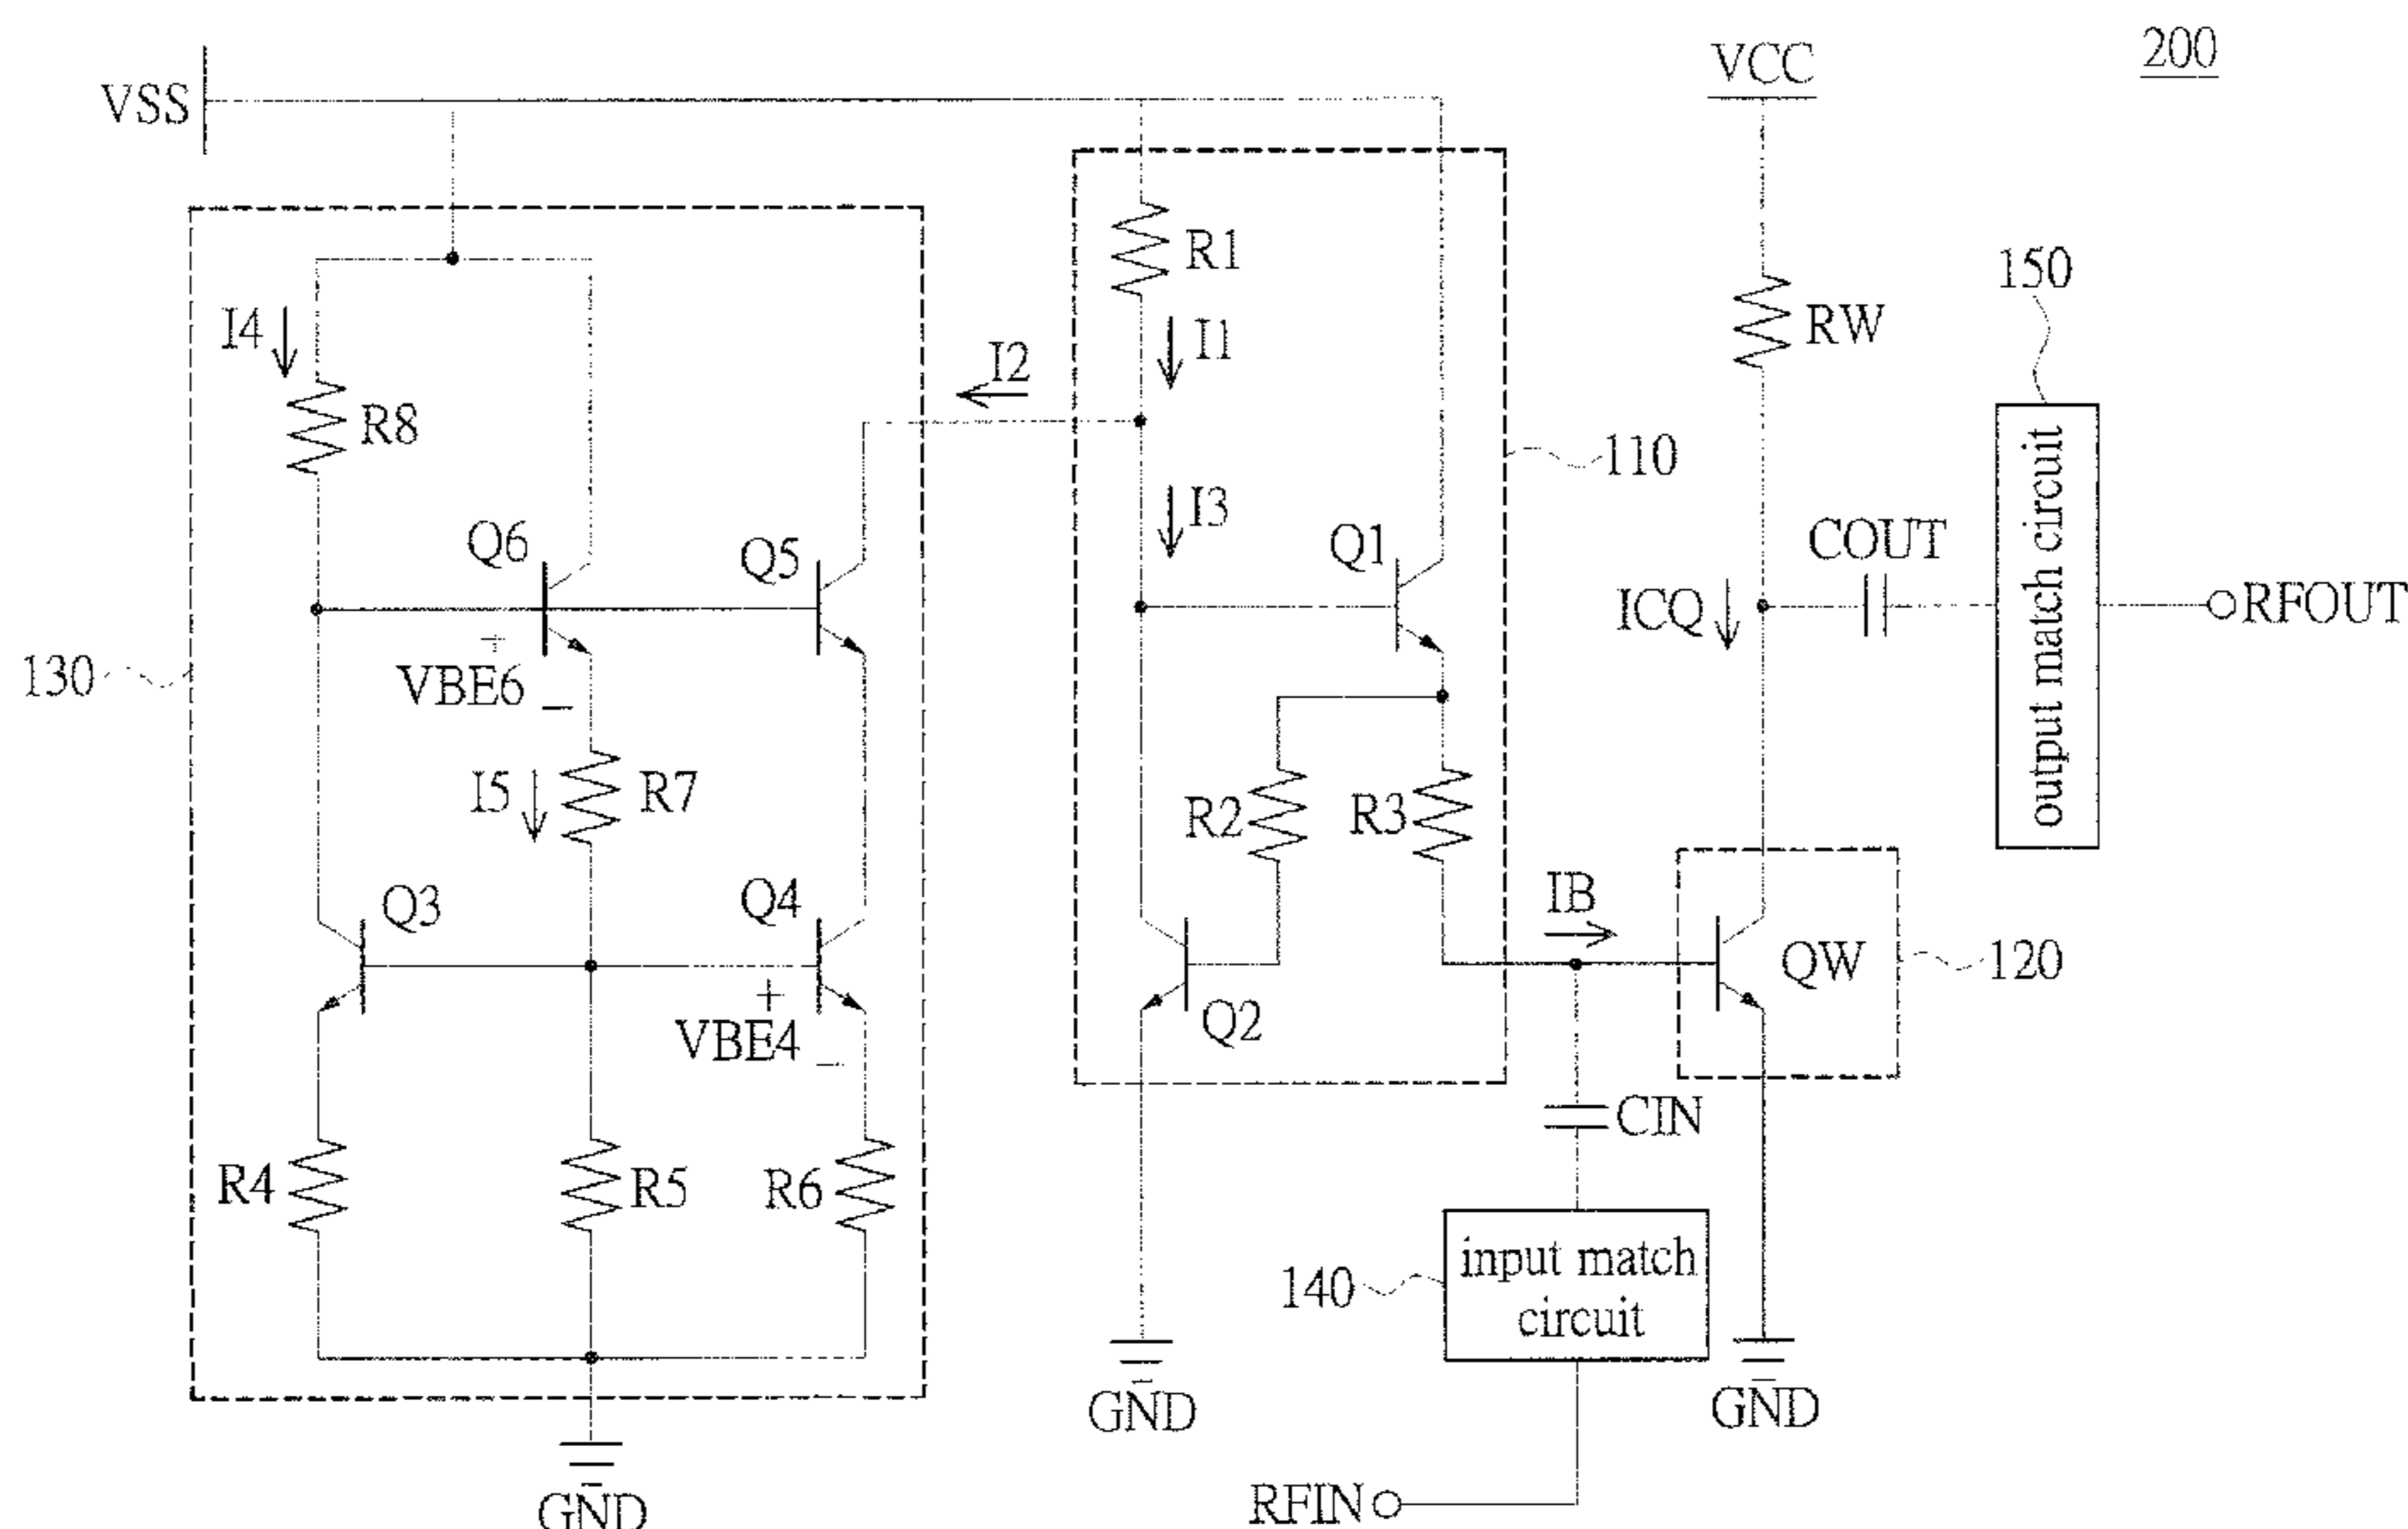 200
VSS
VCC
R1
RW
150
I4
I1
I2
R8
output match circuit
110
I3
Q6
Q5
Q1
COUT
ICQ
RFOUT
+
VBE6
−
130
I5
R7
R2
R3
Q3
Q4
IB
QW
120
+
VBE4
−
Q2
CIN
R4
R5
R6
input match
circuit
140
GND
GND
GND
RFIN